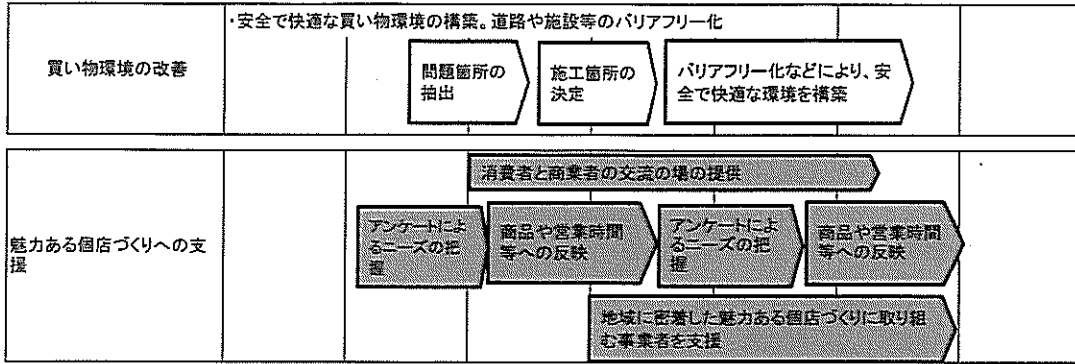 ・安全で快適な買い物環境の構築。道路や施設等のバリアフリー化
買い物環境の改善
問題箇所の
抽出
施工箇所の
決定
バリアフリー化などにより、安
全で快適な環境を構築
消費者と商業者の交流の場の提供
魅力ある個店づくりへの支
援
アンケートによ
るニーズの把
握
商品や営業時間
等への反映
アンケートによ
るニーズの把
握
商品や営業時間
等への反映
地域に密着した魅力ある個店づくりに取り組
む事業者を支援